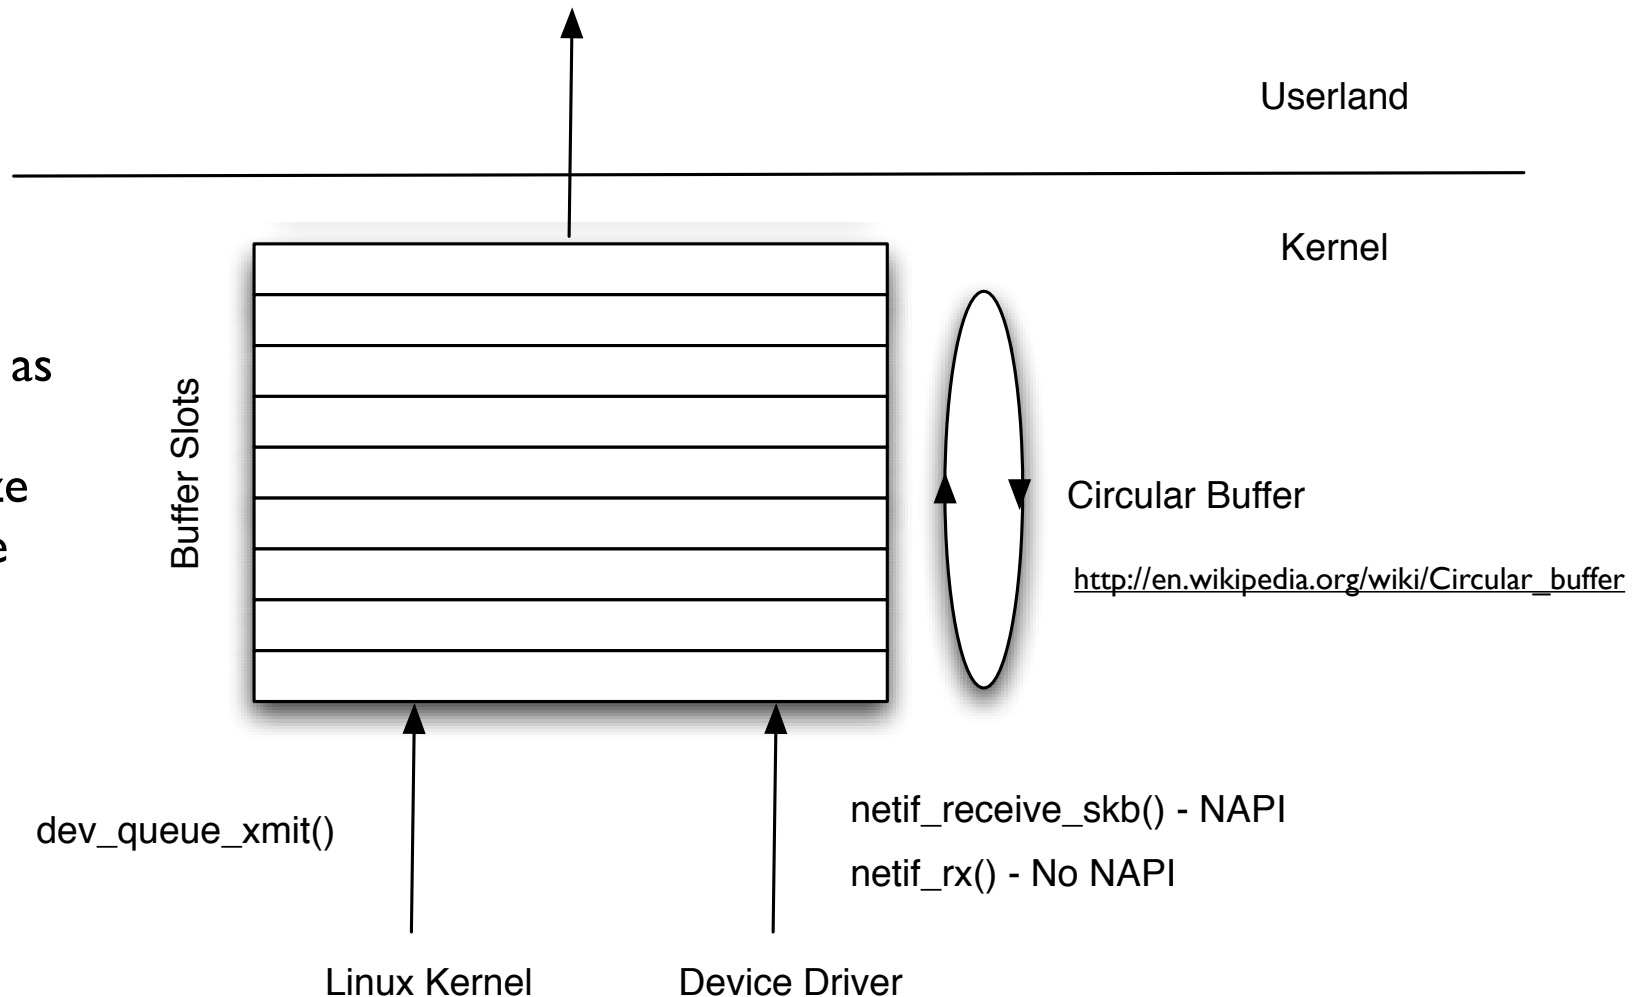 Userland
Kernel
as
Buffer Slots
Circular Buffer
http://en.wikipedia.org/wiki/Circular_buffer
dev_queue_xmit()
netif_receive_skb() - NAPI
netif_rx() - No NAPI
Linux Kernel
Device Driver